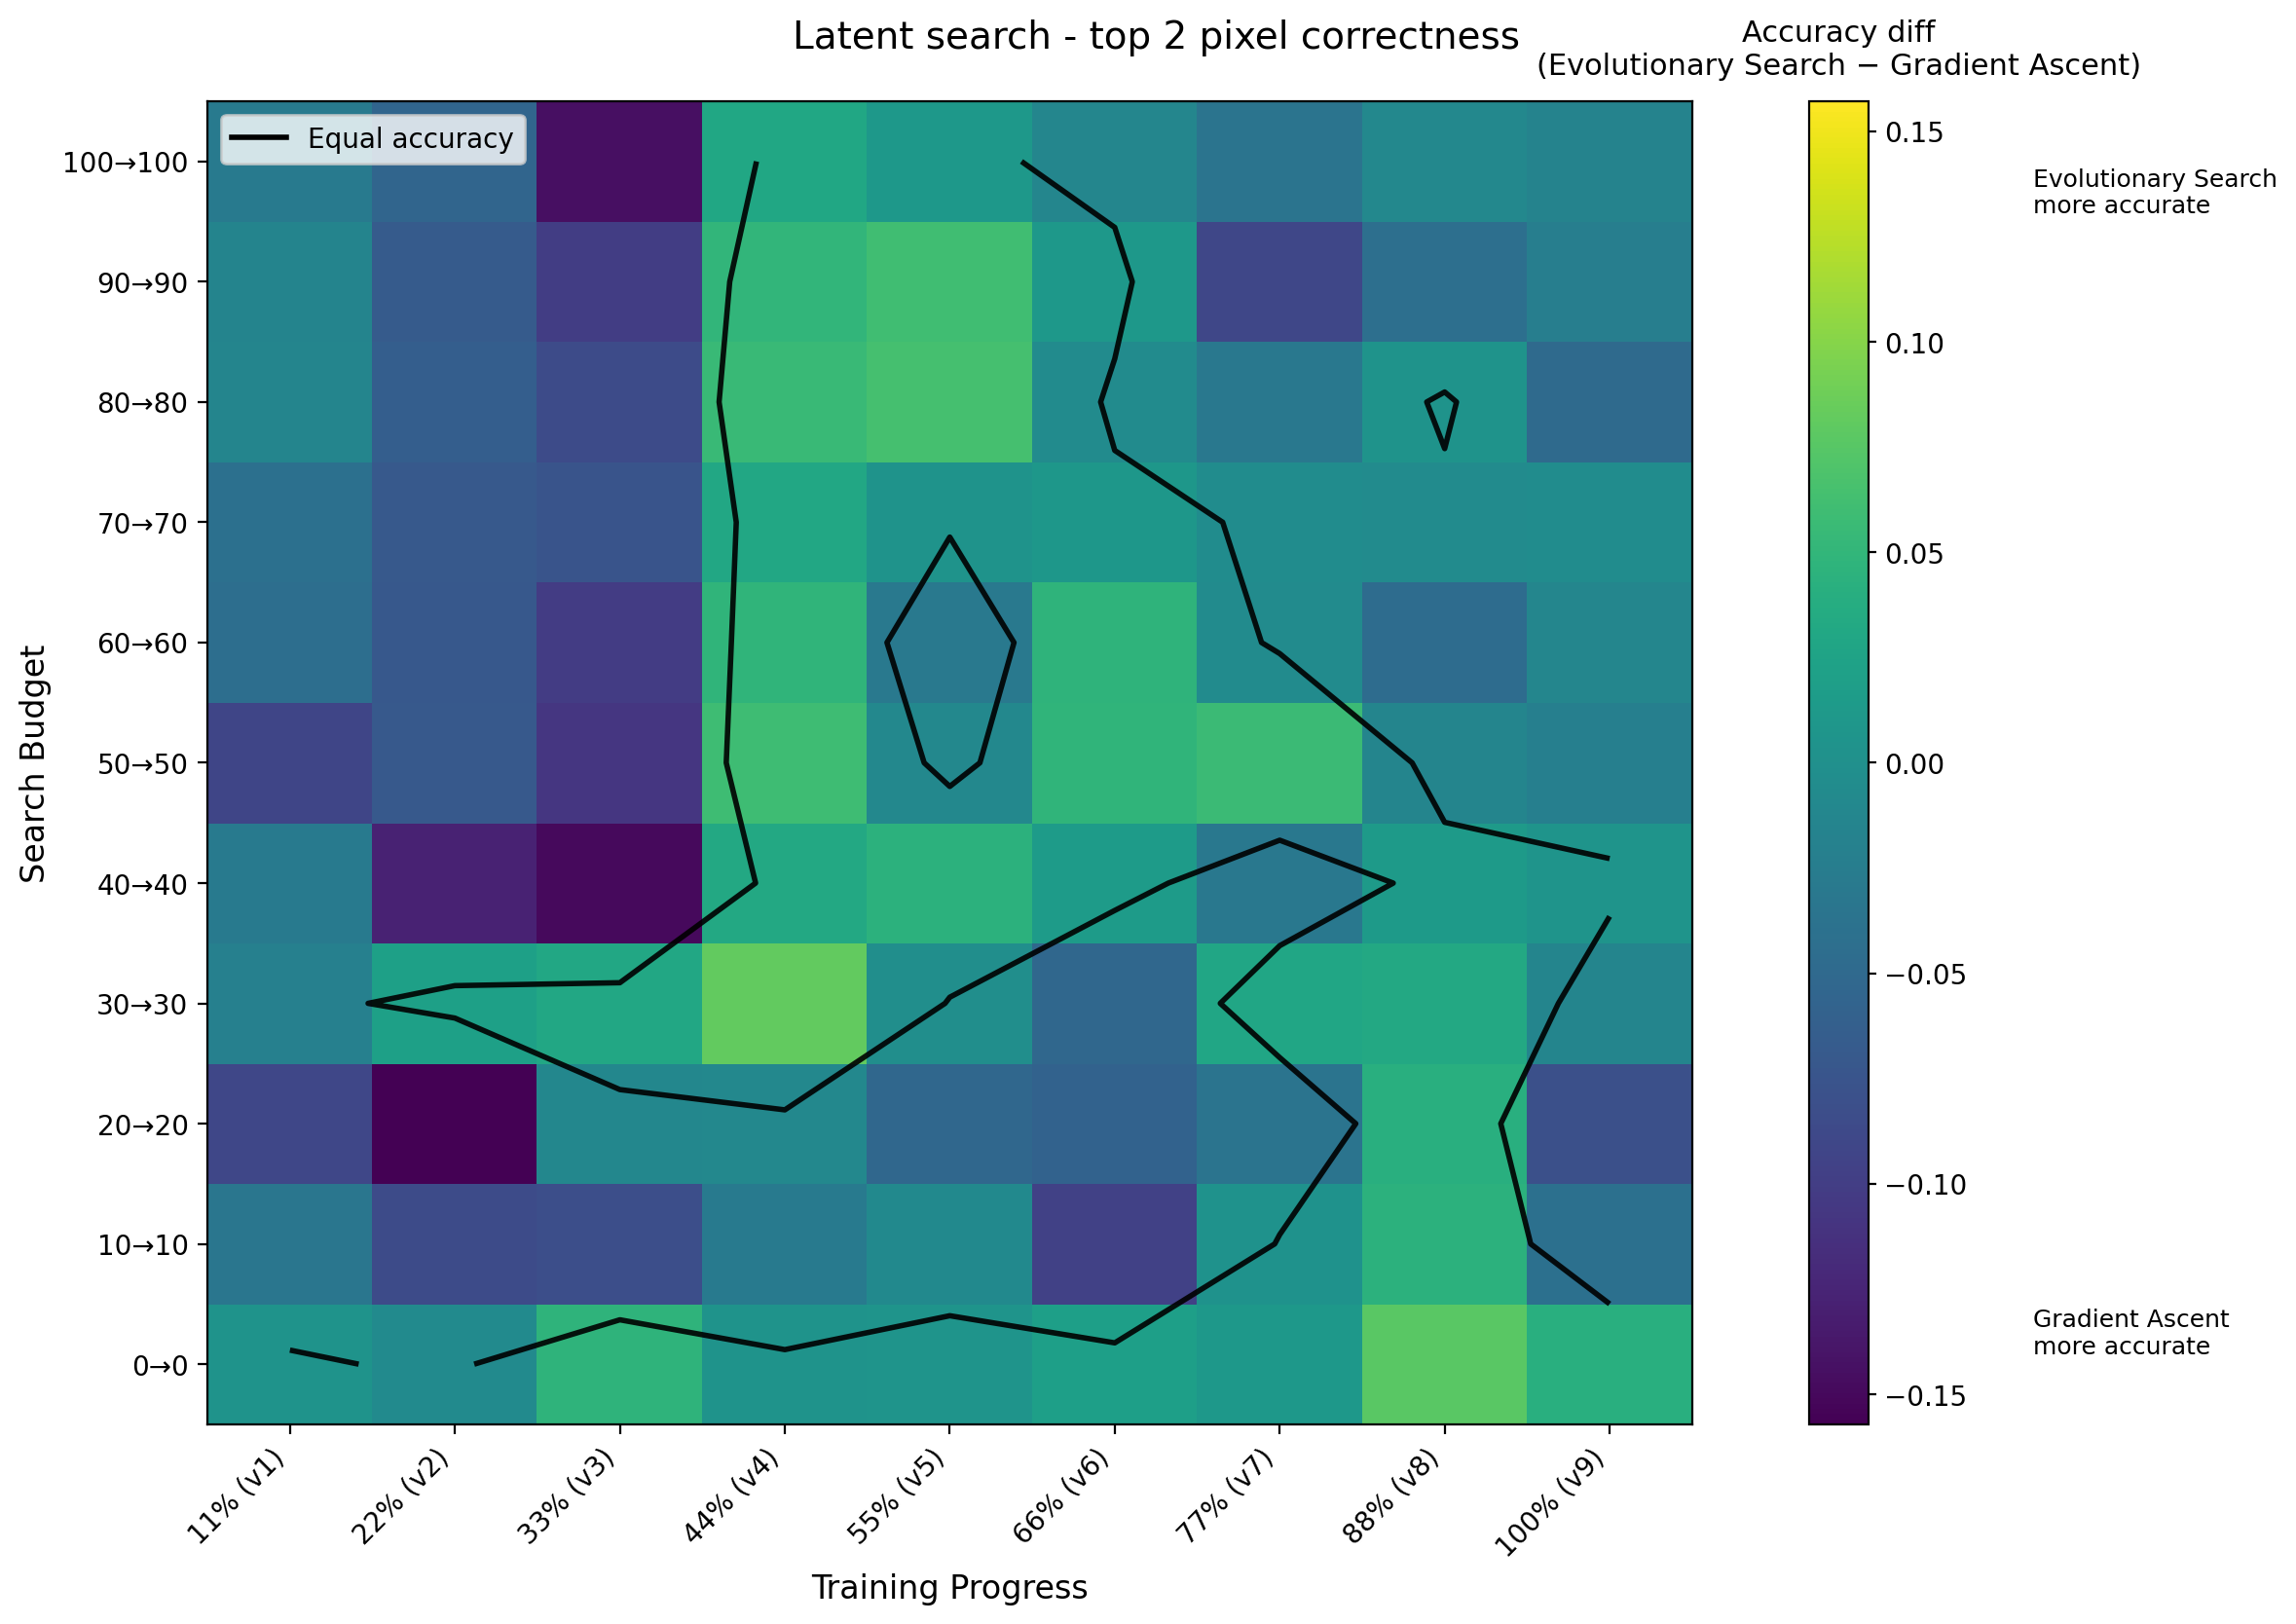 Latent search - top 2 pixel correctness
Accuracy diff
(Evolutionary Search − Gradient Ascent)
Equal accuracy
Search Budget
100→100
90→90
80→80
70→70
60→60
50→50
40→40
30→30
20→20
10→10
0→0
11% (v1)
22% (v2)
33% (v3)
44% (v4)
55% (v5)
66% (v6)
77% (v7)
88% (v8)
100% (v9)
Training Progress
0.15
0.10
0.05
0.00
−0.05
−0.10
−0.15
Evolutionary Search
more accurate
Gradient Ascent
more accurate